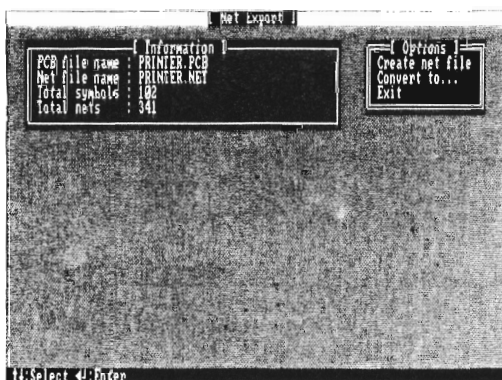 [ Net Export ]
[ Information ]
PCB file name : PRINTER.PCB
Net file name : PRINTER.NET
Total symbols : 102
Total nets : 341
[ Options ]
Create net file
Convert to...
Exit
↑↓:Select ◄┘:Enter